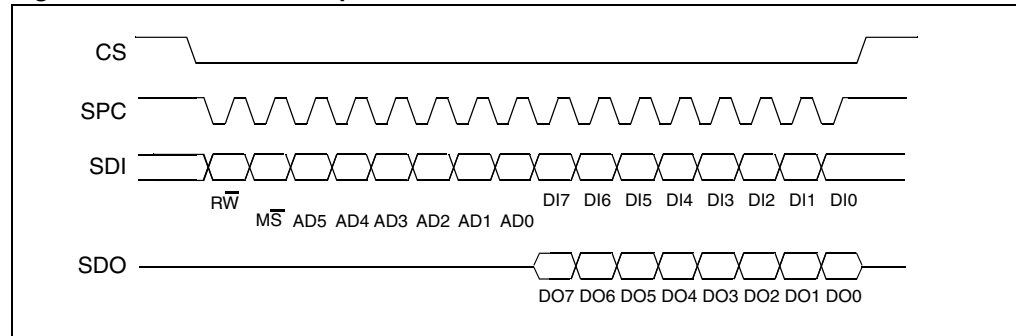 CS
SPC
SDI
RW̅
DI7 DI6 DI5 DI4 DI3 DI2 DI1 DI0
MS̅ AD5 AD4 AD3 AD2 AD1 AD0
SDO
DO7 DO6 DO5 DO4 DO3 DO2 DO1 DO0